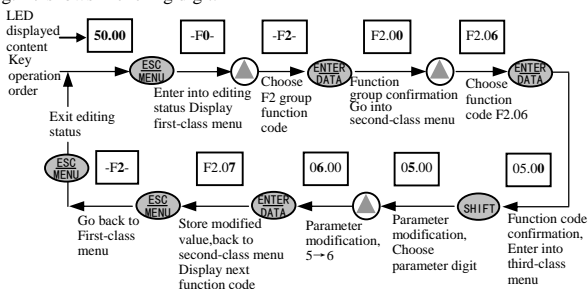 LED
displayed
content
50.00
-F0-
-F2-
F2.00
F2.06
Key
operation
order
ESC
MENU
ENTER
DATA
ENTER
DATA
Enter into editing
status Display
first-class menu
Choose
F2 group
function
code
Function
group confirmation
Go into
second-class menu
Choose
function
code F2.06
Exit editing
status
ESC
MENU
-F2-
F2.07
06.00
05.00
05.00
ESC
MENU
ENTER
DATA
SHIFT
Go back to
First-class
menu
Store modified
value,back to
second-class menu
Display next
function code
Parameter
modification,
5→6
Parameter
modification,
Choose
parameter digit
Function code
confirmation,
Enter into
third-class
menu